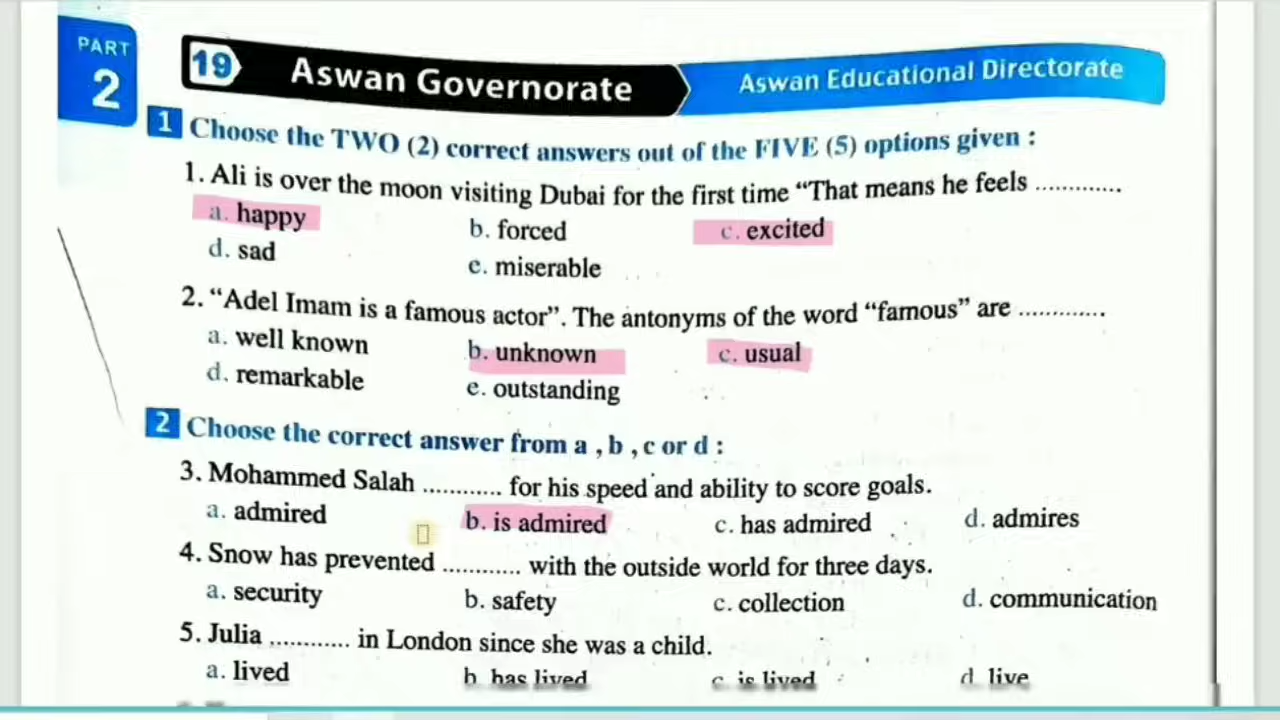 PART
2
19 Aswan Governorate Aswan Educational Directorate
1 Choose the TWO (2) correct answers out of the FIVE (5) options given :
1. Ali is over the moon visiting Dubai for the first time “That means he feels .............
a. happy b. forced c. excited
d. sad e. miserable
2. “Adel Imam is a famous actor”. The antonyms of the word “famous” are .............
a. well known b. unknown c. usual
d. remarkable e. outstanding
2 Choose the correct answer from a , b , c or d :
3. Mohammed Salah ............ for his speed and ability to score goals.
a. admired b. is admired c. has admired d. admires
4. Snow has prevented ............ with the outside world for three days.
a. security b. safety c. collection d. communication
5. Julia ............ in London since she was a child.
a. lived b. has lived c. is lived d. live